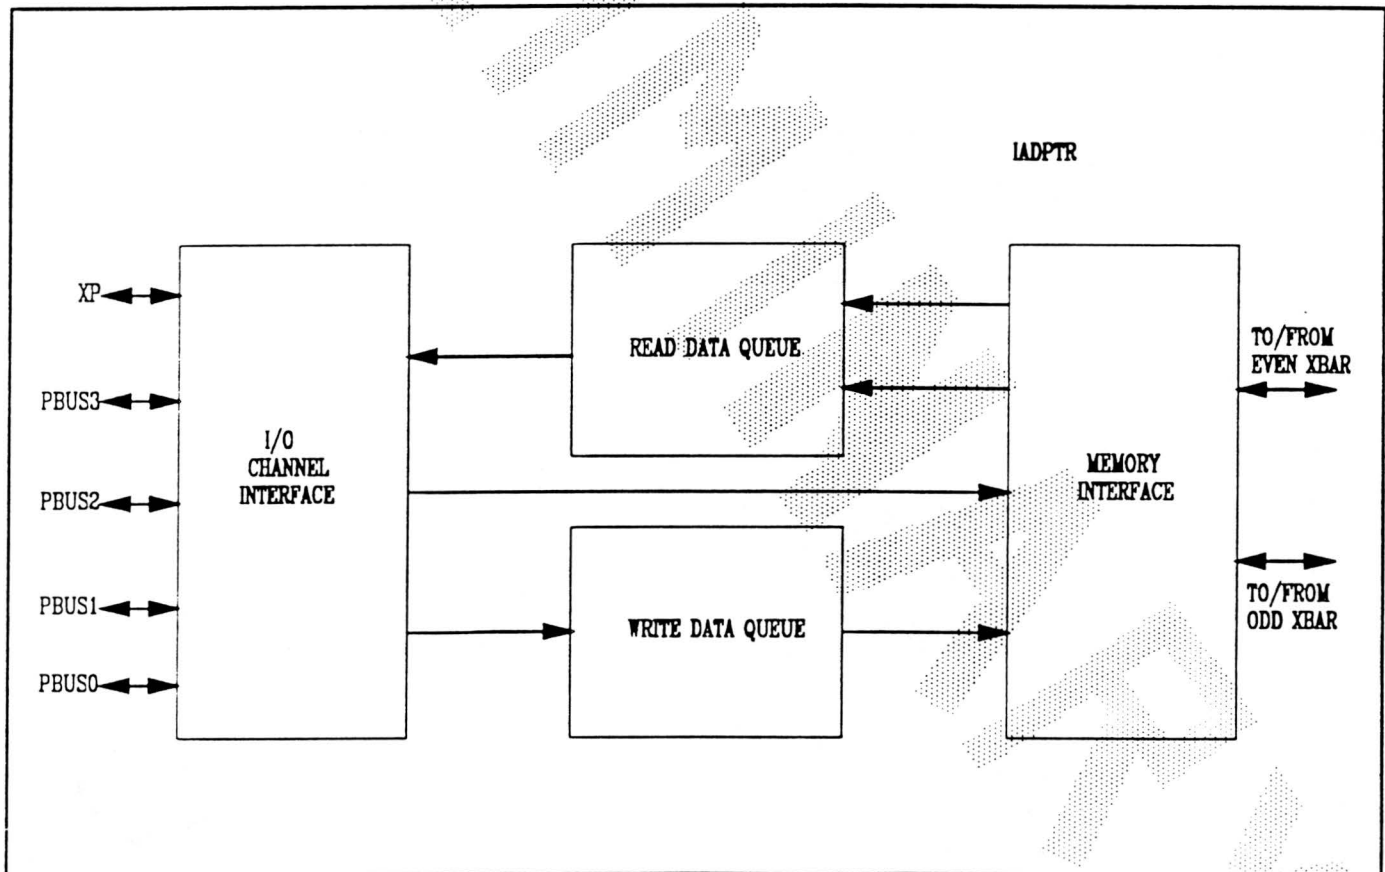 IADPTR
XP
PBUS3
PBUS2
PBUS1
PBUS0
I/O
CHANNEL
INTERFACE
READ DATA QUEUE
WRITE DATA QUEUE
MEMORY
INTERFACE
TO/FROM
EVEN XBAR
TO/FROM
ODD XBAR